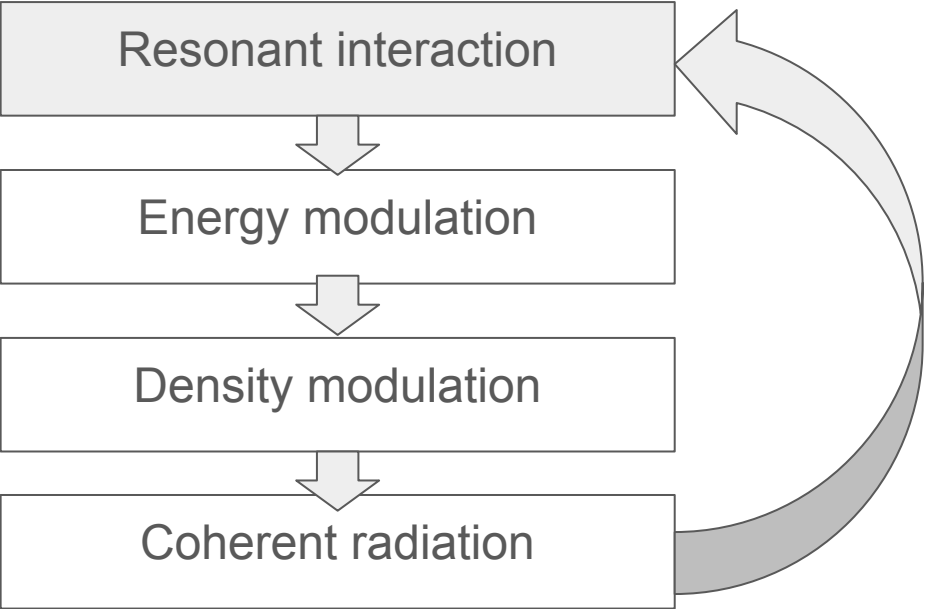 Resonant interaction
Energy modulation
Density modulation
Coherent radiation